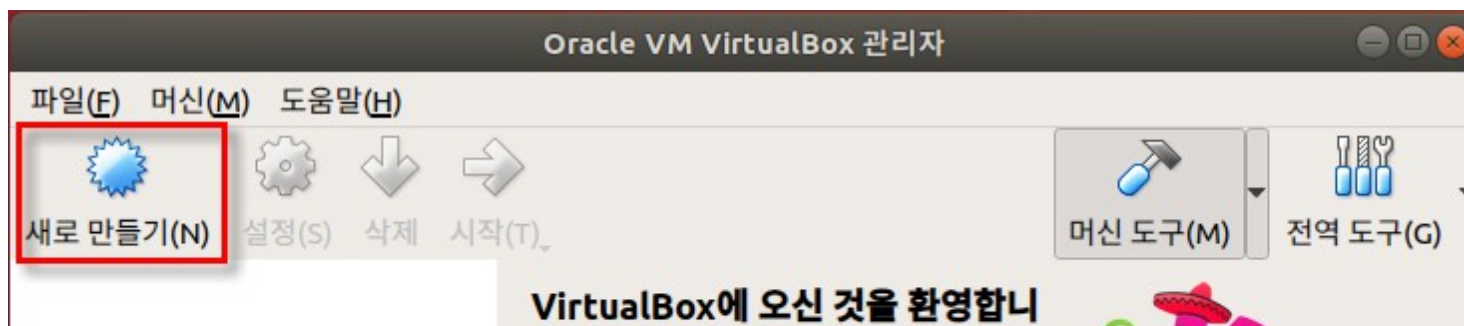 Oracle VM VirtualBox 관리자
파일(F) 머신(M) 도움말(H)
새로 만들기(N) 설정(S) 삭제 시작(T) 머신 도구(M) 전역 도구(G)
VirtualBox에 오신 것을 환영합니